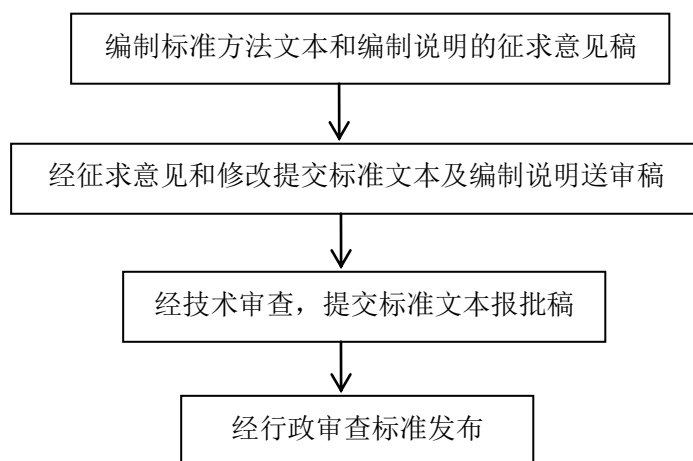 编制标准方法文本和编制说明的征求意见稿
经征求意见和修改提交标准文本及编制说明送审稿
经技术审查，提交标准文本报批稿
经行政审查标准发布